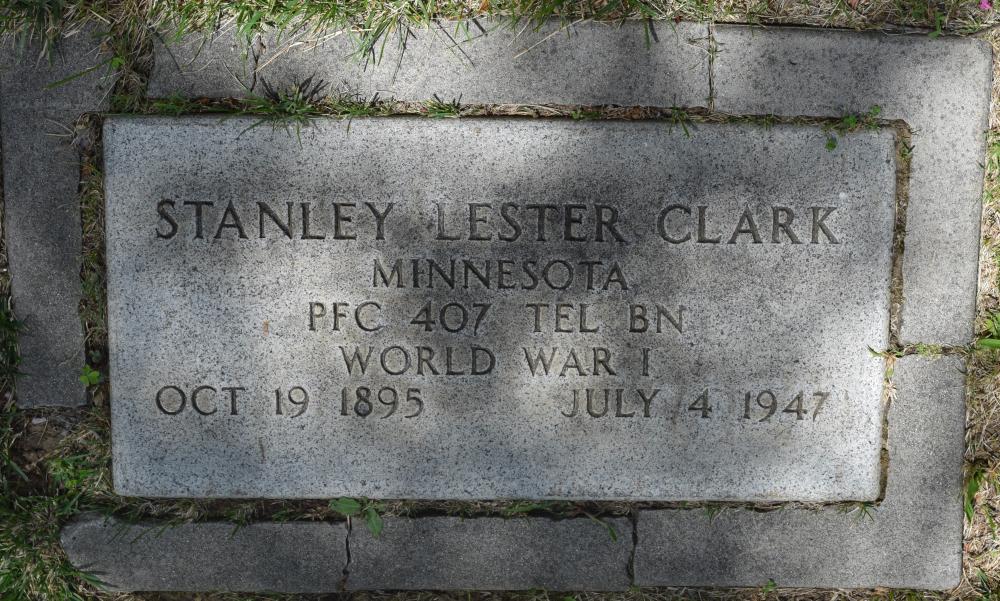 STANLEY LESTER CLARK
MINNESOTA
PFC 407 TEL BN
WORLD WAR I
OCT 19 1895 JULY 4 1947